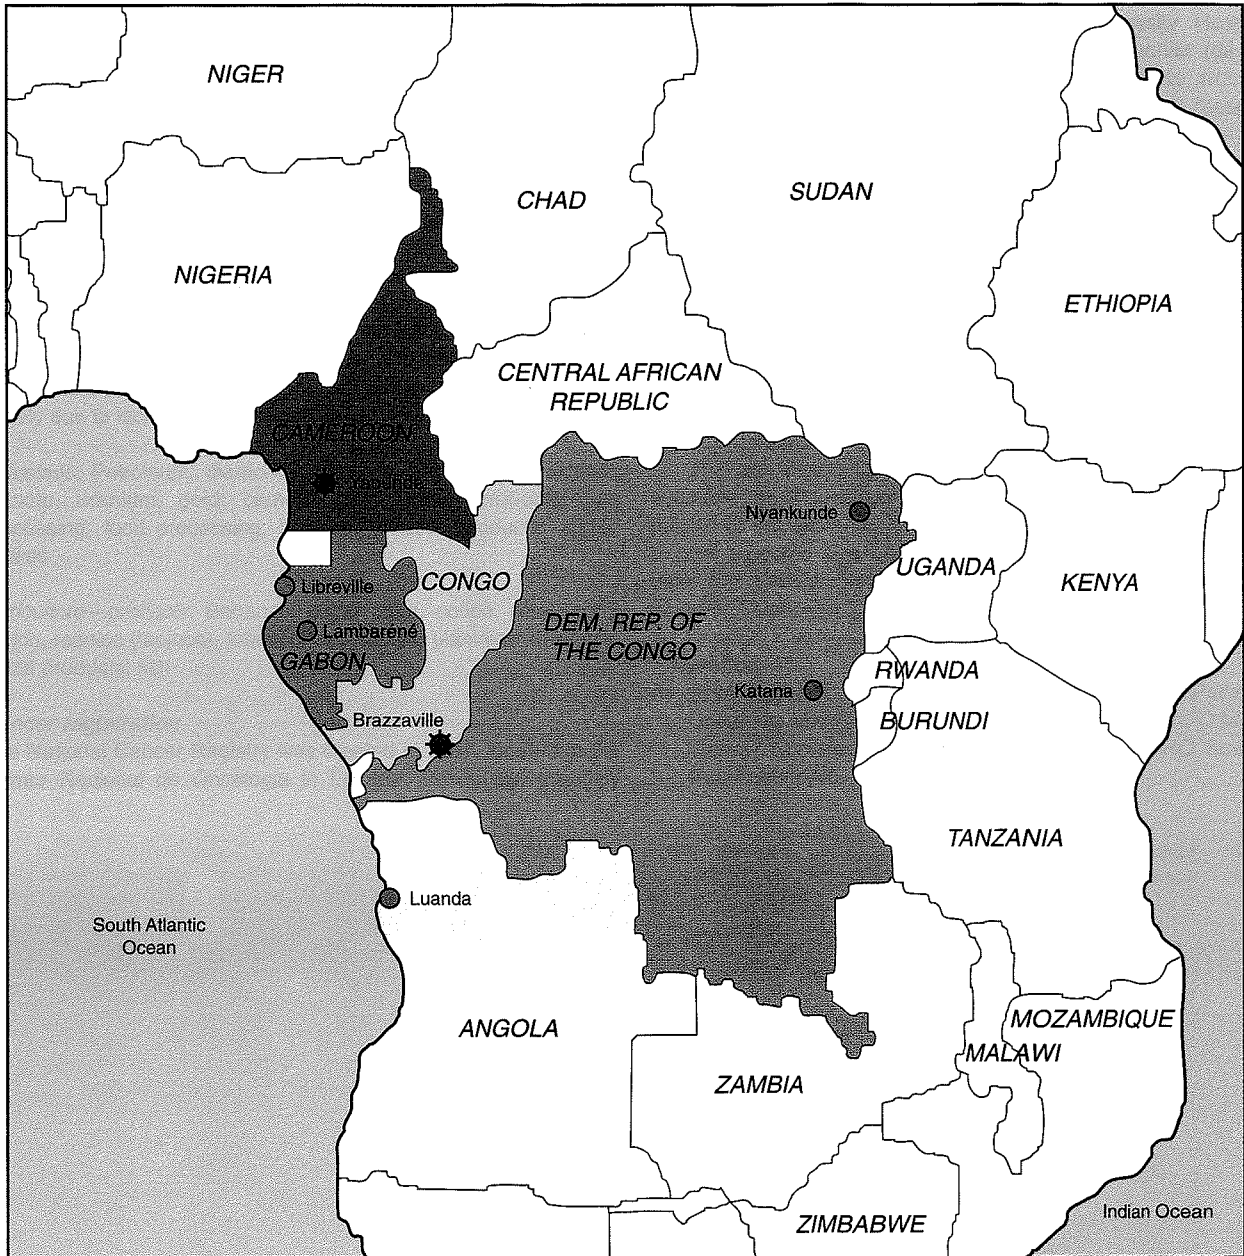 NIGER
CHAD
SUDAN
NIGERIA
ETHIOPIA
CENTRAL AFRICAN
REPUBLIC
CAMEROON
Nyankunde
UGANDA
KENYA
CONGO
Libreville
DEM. REP. OF
THE CONGO
Lambaréné
GABON
RWANDA
Katana
BURUNDI
Brazzaville
TANZANIA
Luanda
South Atlantic
Ocean
ANGOLA
MOZAMBIQUE
MALAWI
ZAMBIA
Indian Ocean
ZIMBABWE